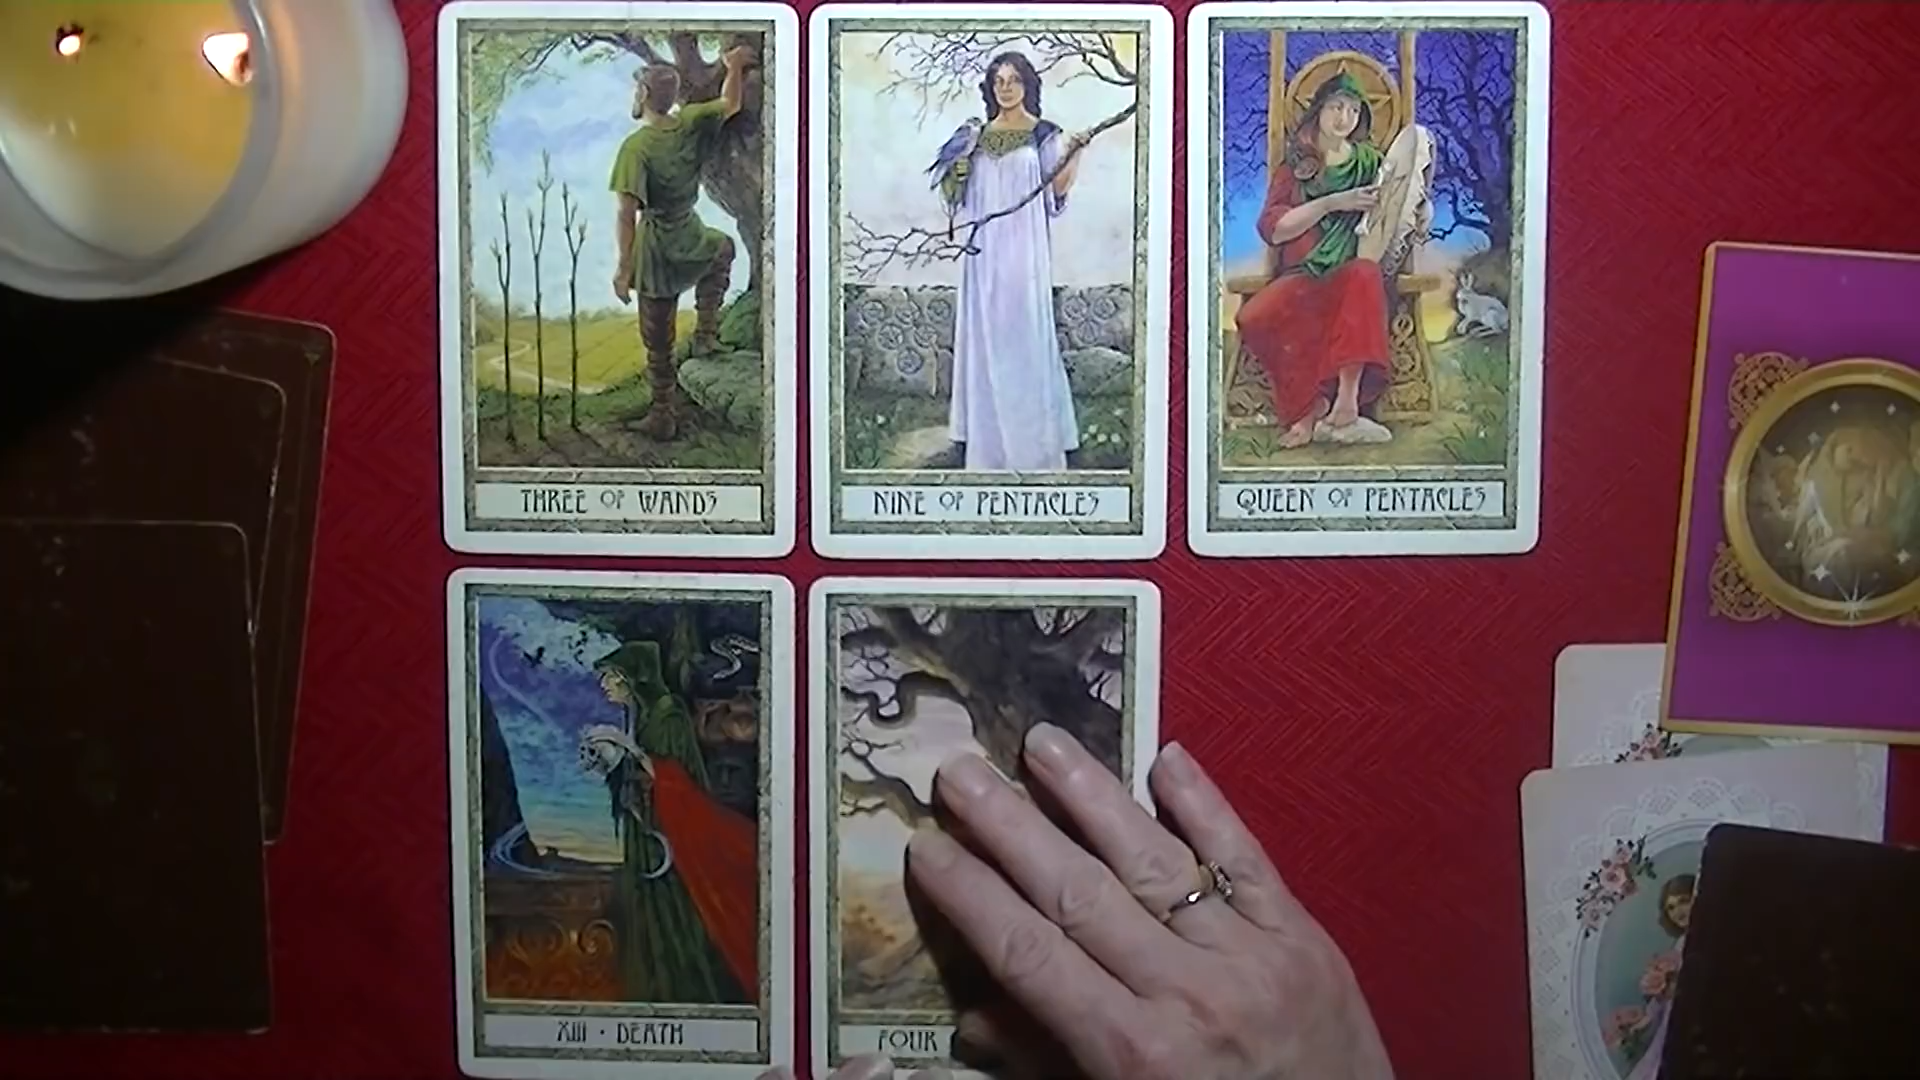 THREE OF WANDS
NINE OF PENTACLES
QUEEN OF PENTACLES
XIII • DEATH
FOUR